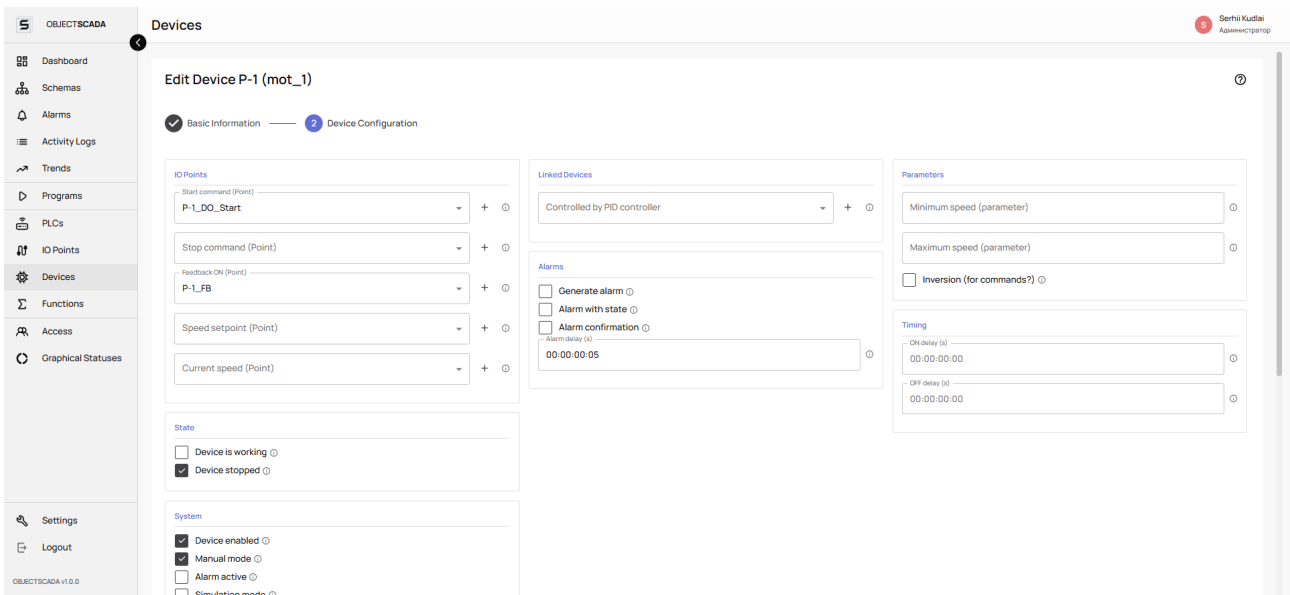 OBJECTSCADA
Devices
S
Serhii Kudlai
Администратор
Dashboard
Schemas
Alarms
Activity Logs
Trends
Programs
PLCs
IO Points
Devices
Functions
Access
Graphical Statuses
Settings
Logout
OBJECTSCADA v1.0.0
Edit Device P-1 (mot_1)
Basic Information
2 Device Configuration
IO Points
Start command (Point)
P-1_DO_Start
Stop command (Point)
Feedback ON (Point)
P-1_FB
Speed setpoint (Point)
Current speed (Point)
State
Device is working
Device stopped
System
Device enabled
Manual mode
Alarm active
Simulation mode
Linked Devices
Controlled by PID controller
Alarms
Generate alarm
Alarm with state
Alarm confirmation
Alarm delay (s)
00:00:00:05
Parameters
Minimum speed (parameter)
Maximum speed (parameter)
Inversion (for commands?)
Timing
ON delay (s)
00:00:00:00
OFF delay (s)
00:00:00:00